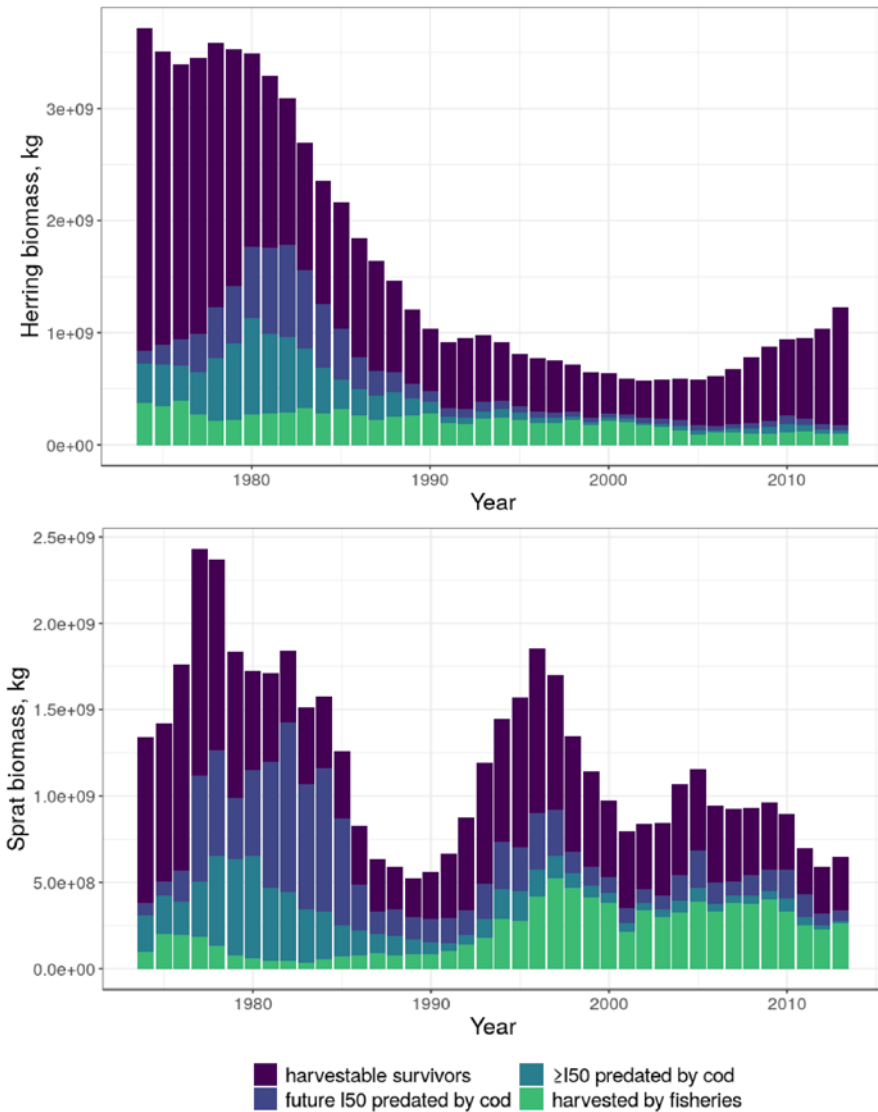 Herring biomass, kg
3e+09
2e+09
1e+09
0e+00
1980 1990 2000 2010
Year
Sprat biomass, kg
2.5e+09
2.0e+09
1.5e+09
1.0e+09
5.0e+08
0.0e+00
1980 1990 2000 2010
Year
harvestable survivors ≥l50 predated by cod
future l50 predated by cod harvested by fisheries